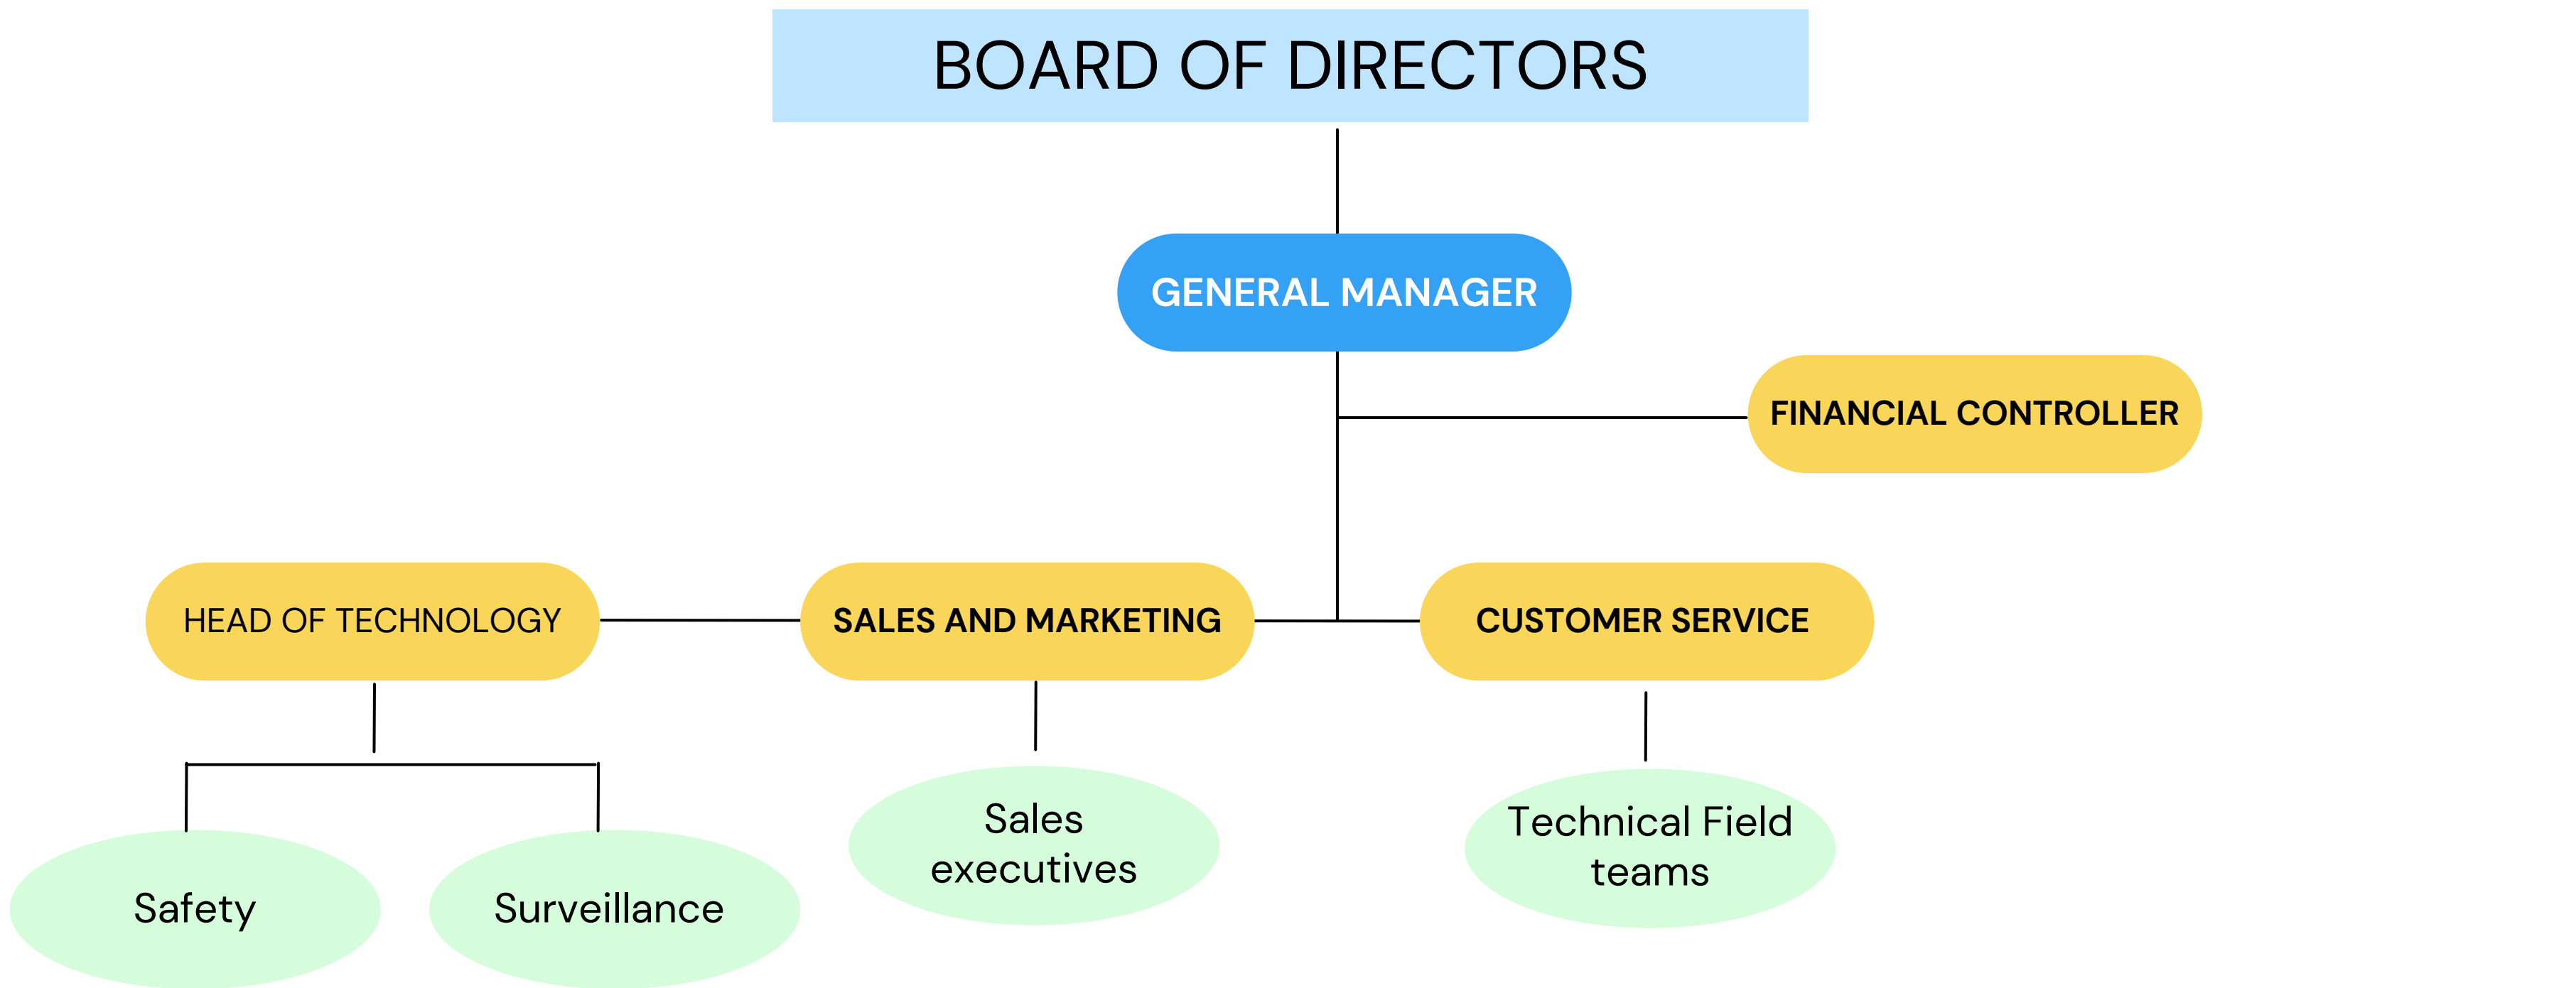 BOARD OF DIRECTORS
GENERAL MANAGER
FINANCIAL CONTROLLER
HEAD OF TECHNOLOGY
SALES AND MARKETING
CUSTOMER SERVICE
Safety
Surveillance
Sales
executives
Technical Field
teams